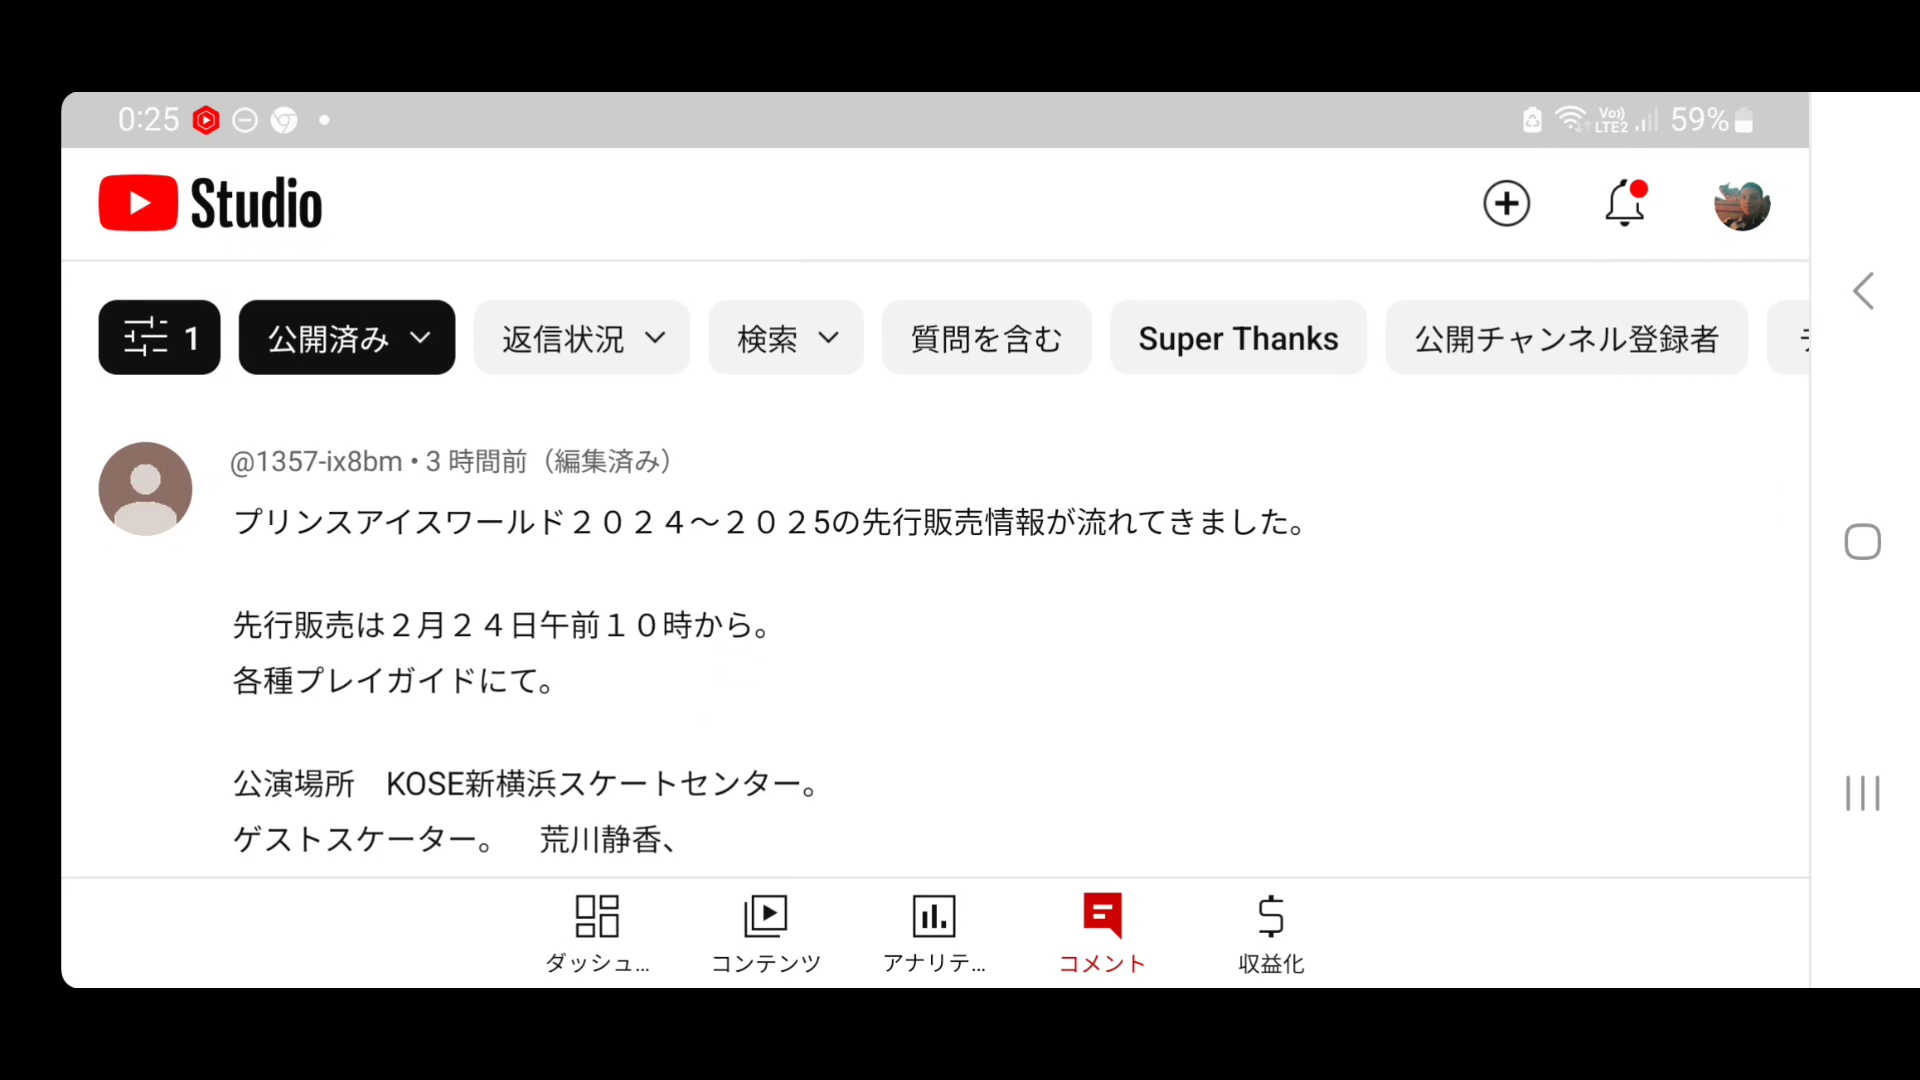 0:25 Vo)) LTE2 59%
Studio
1 公開済み 返信状況 検索 質問を含む Super Thanks 公開チャンネル登録者
@1357-ix8bm • 3 時間前（編集済み）
プリンスアイスワールド２０２４〜２０２5の先行販売情報が流れてきました。
先行販売は２月２４日午前１０時から。
各種プレイガイドにて。
公演場所　KOSE新横浜スケートセンター。
ゲストスケーター。　荒川静香、
ダッシュ... コンテンツ アナリテ... コメント 収益化